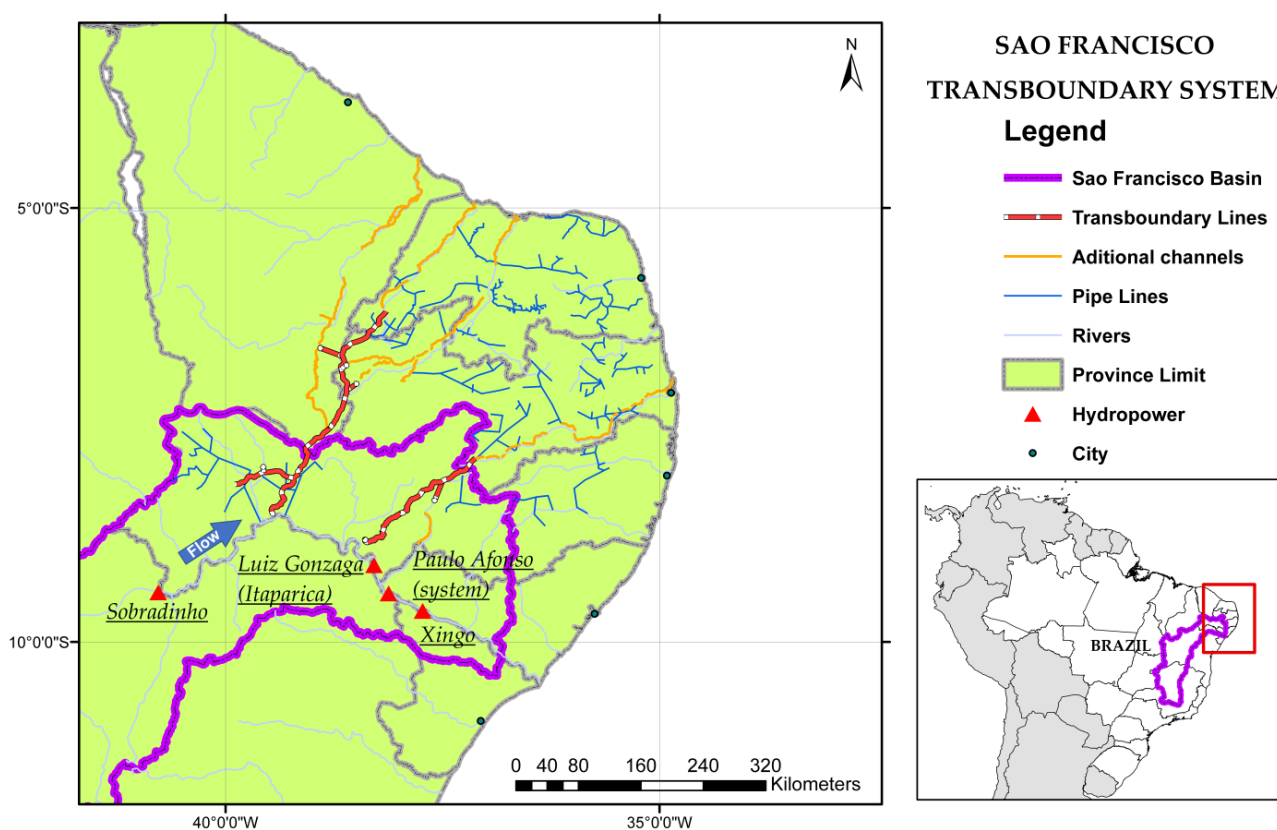 SAO FRANCISCO
TRANSBOUNDARY SYSTEM
Legend
Sao Francisco Basin
Transboundary Lines
Aditional channels
Pipe Lines
Rivers
Province Limit
Hydropower
City
N
5°0'0"S
10°0'0"S
40°0'0"W
35°0'0"W
Flow
Sobradinho
Luiz Gonzaga
(Itaparica)
Paulo Afonso
(system)
Xingo
0 40 80 160 240 320
Kilometers
BRAZIL